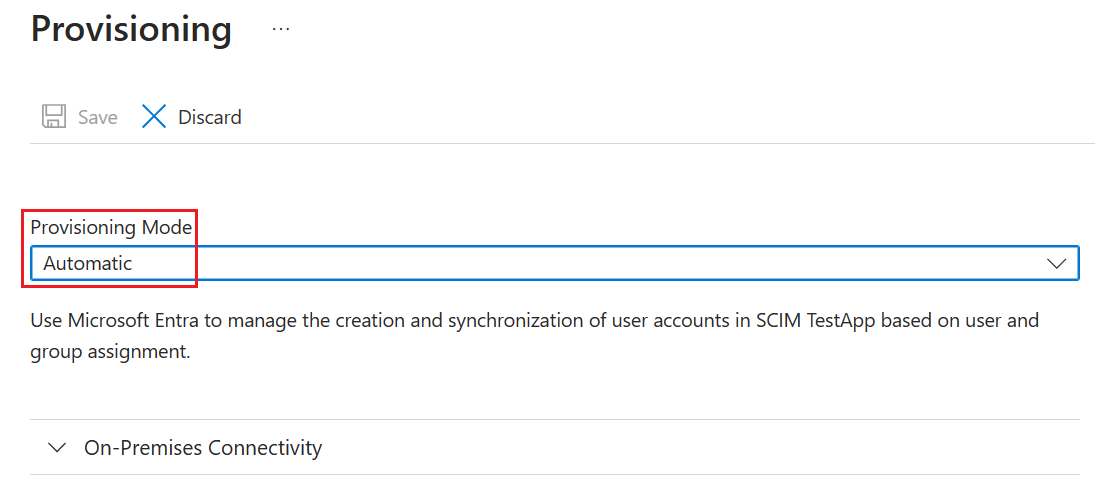 Provisioning ...
Save Discard
Provisioning Mode
Automatic
Use Microsoft Entra to manage the creation and synchronization of user accounts in SCIM TestApp based on user and
group assignment.
On-Premises Connectivity